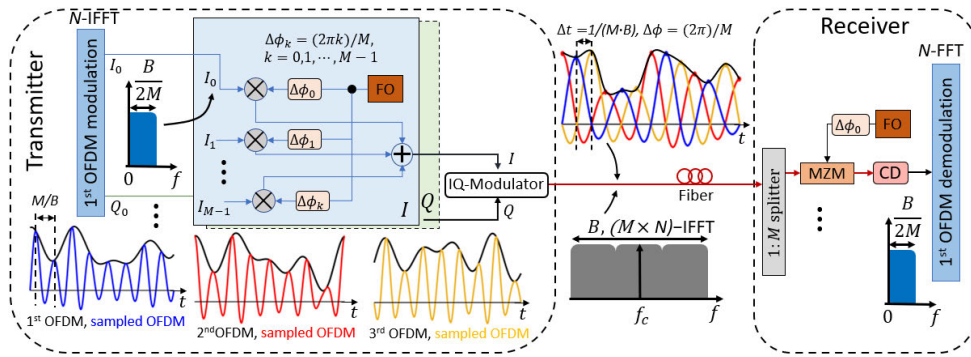 Transmitter
N-IFFT
1st OFDM modulation
I0
B
2M
0
f
Q0
M/B
t
1st OFDM, sampled OFDM
Δϕk = (2πk)/M,
k = 0,1, ⋯, M − 1
I0
Δϕ0
FO
I1
Δϕ1
IM−1
Δϕk
I
Q
t
2nd OFDM, sampled OFDM
t
3rd OFDM, sampled OFDM
I
IQ-Modulator
Q
Δt = 1/(M·B), Δϕ = (2π)/M
t
Fiber
B, (M × N)−IFFT
fc
f
Receiver
N-FFT
1: M splitter
Δϕ0
FO
MZM
CD
B
2M
0
f
1st OFDM demodulation